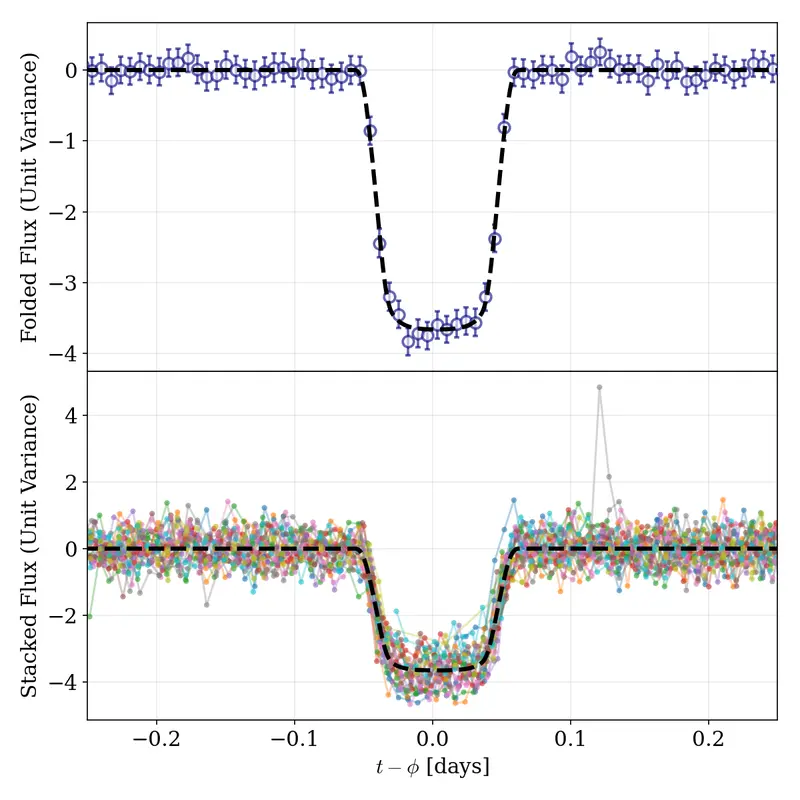 Folded Flux (Unit Variance)
0
−1
−2
−3
−4
Stacked Flux (Unit Variance)
4
2
0
−2
−4
−0.2 −0.1 0.0 0.1 0.2
t − ϕ [days]